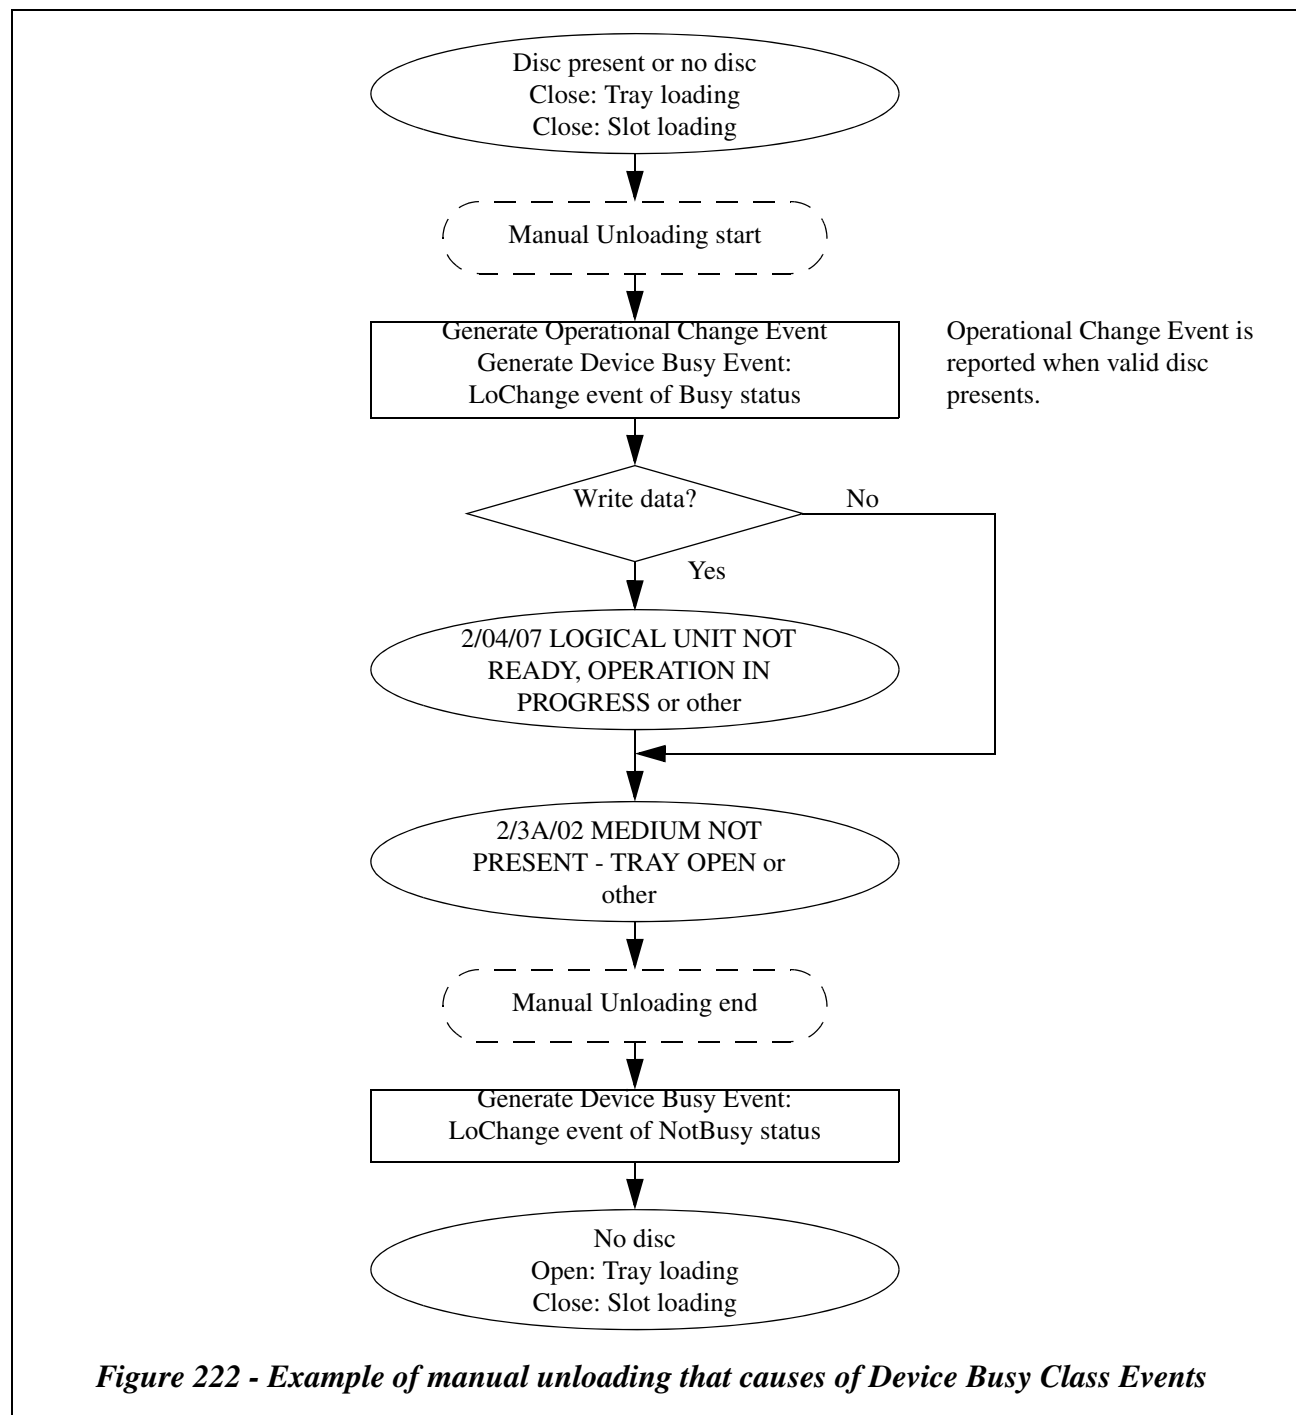 Disc present or no disc
Close: Tray loading
Close: Slot loading
Manual Unloading start
Generate Operational Change Event
Generate Device Busy Event:
LoChange event of Busy status
Operational Change Event is
reported when valid disc
presents.
Write data?
No
Yes
2/04/07 LOGICAL UNIT NOT
READY, OPERATION IN
PROGRESS or other
2/3A/02 MEDIUM NOT
PRESENT - TRAY OPEN or
other
Manual Unloading end
Generate Device Busy Event:
LoChange event of NotBusy status
No disc
Open: Tray loading
Close: Slot loading
Figure 222 - Example of manual unloading that causes of Device Busy Class Events